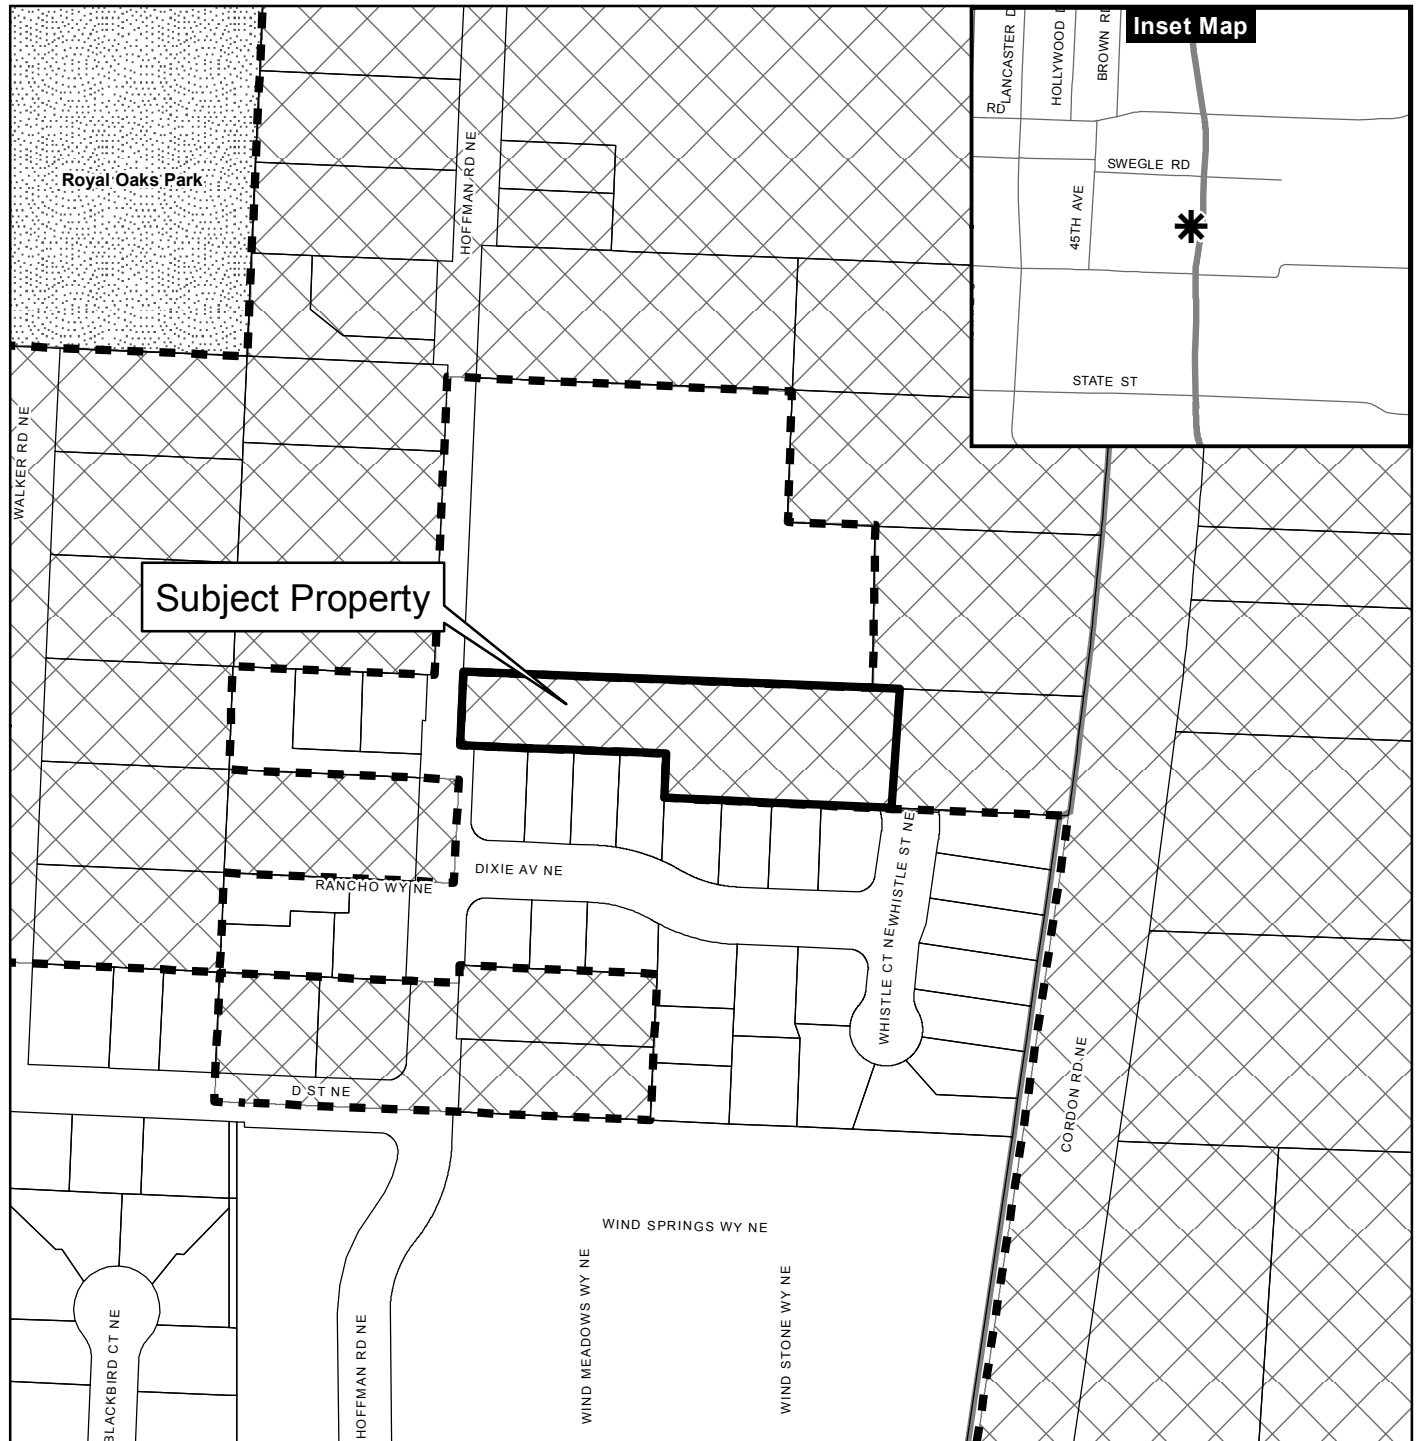 Inset Map
LANCASTER D
HOLLYWOOD D
BROWN RD
RD
SWEGLE RD
45TH AVE
STATE ST
Royal Oaks Park
HOFFMAN RD NE
WALKER RD NE
Subject Property
DIXIE AV NE
RANCHO WY NE
WHISTLE ST NE
WHISTLE CT NE
D ST NE
CORDON RD NE
WIND SPRINGS WY NE
WIND MEADOWS WY NE
WIND STONE WY NE
HOFFMAN RD NE
BLACKBIRD CT NE